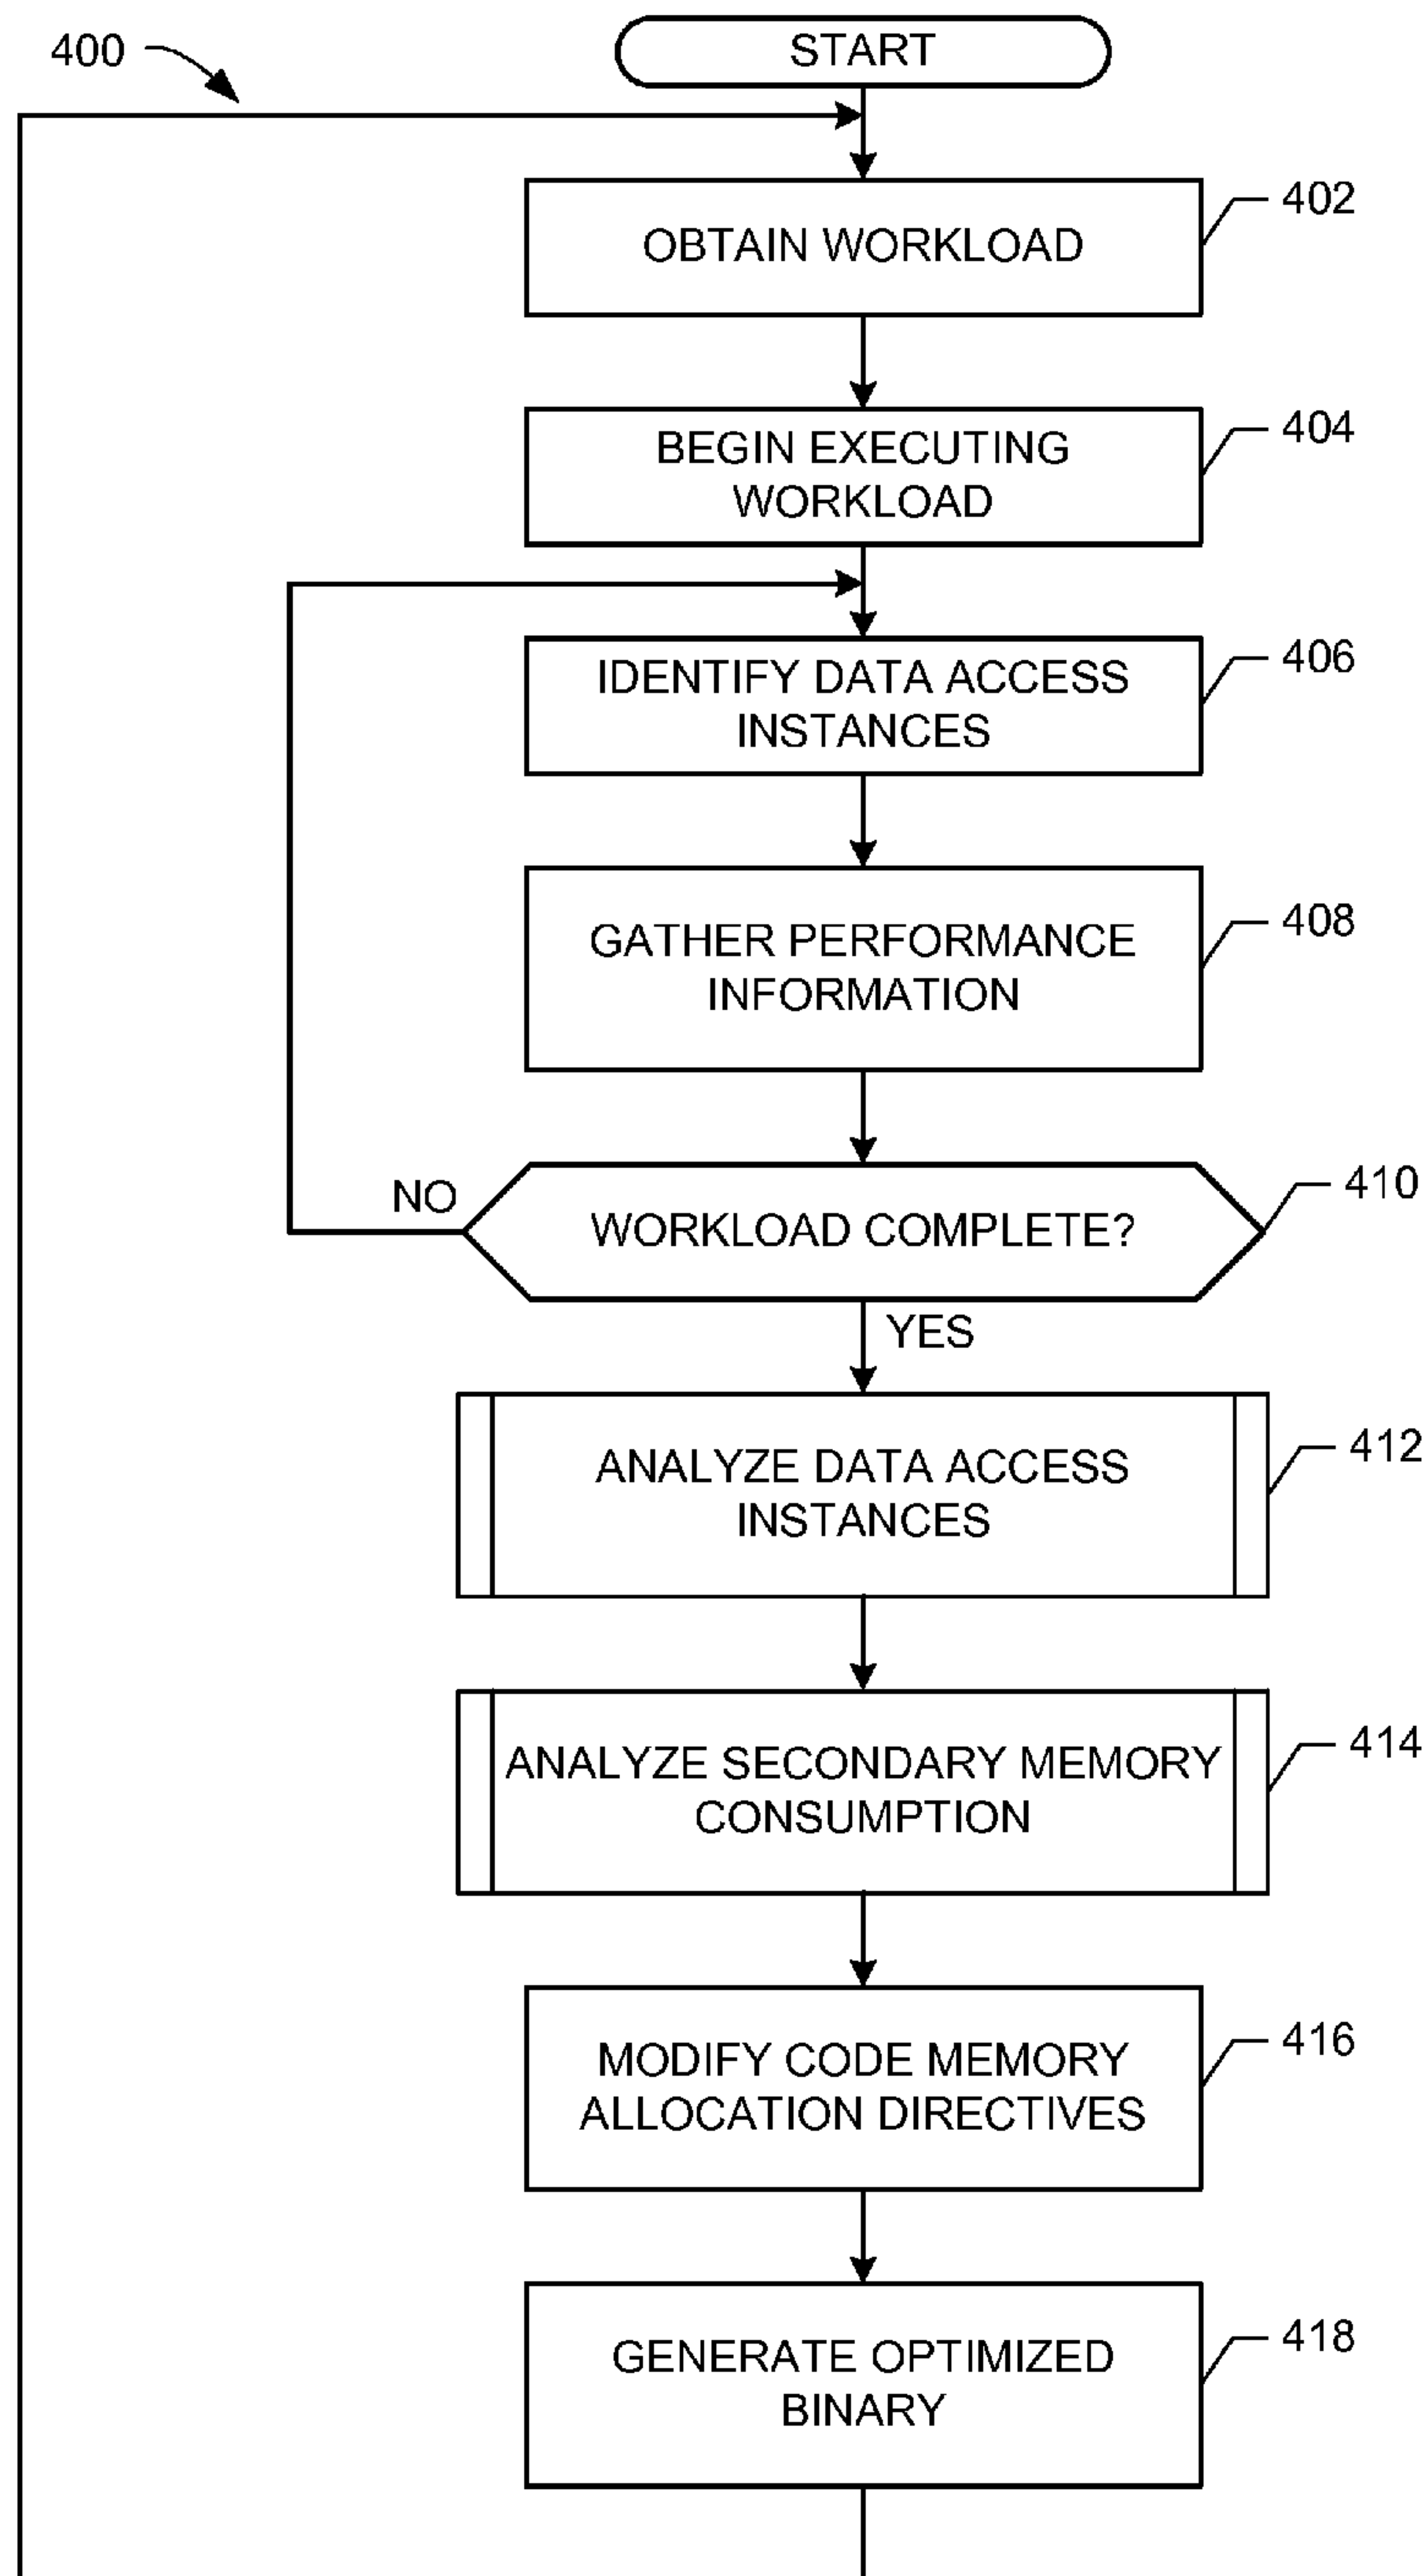 400
START
OBTAIN WORKLOAD
402
BEGIN EXECUTING
WORKLOAD
404
IDENTIFY DATA ACCESS
INSTANCES
406
GATHER PERFORMANCE
INFORMATION
408
NO
WORKLOAD COMPLETE?
410
YES
ANALYZE DATA ACCESS
INSTANCES
412
ANALYZE SECONDARY MEMORY
CONSUMPTION
414
MODIFY CODE MEMORY
ALLOCATION DIRECTIVES
416
GENERATE OPTIMIZED
BINARY
418